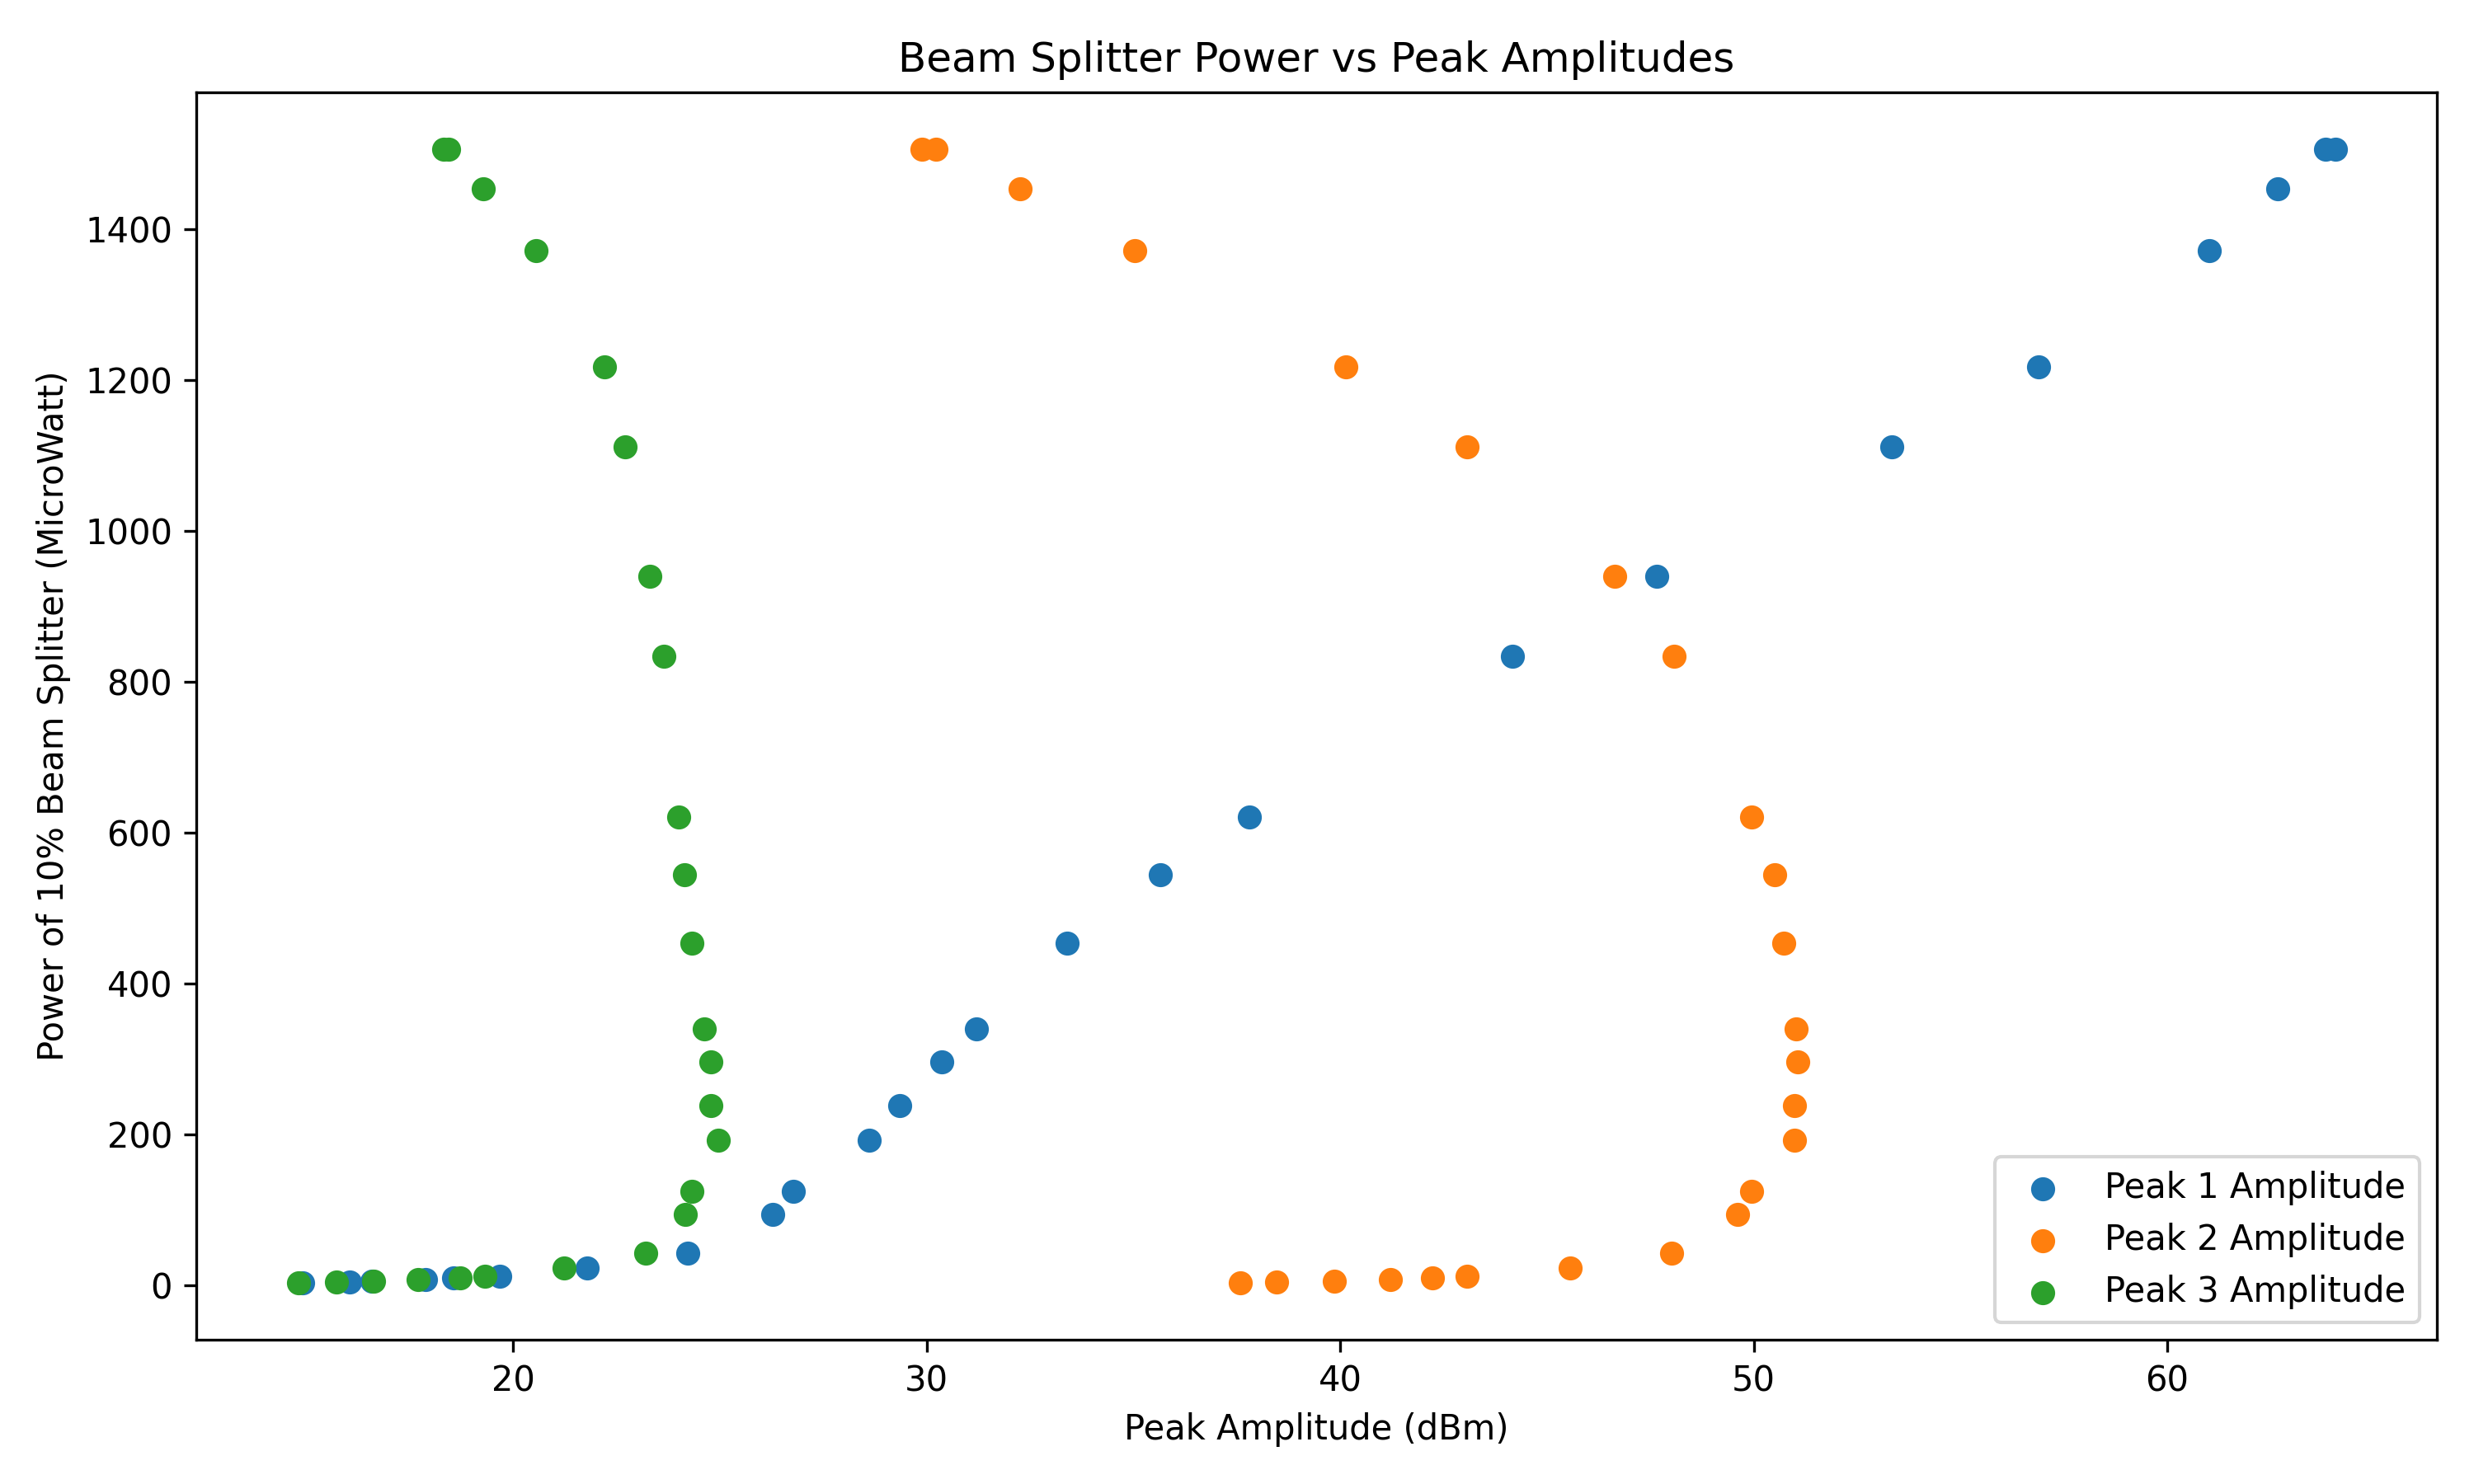 Beam Splitter Power vs Peak Amplitudes
Power of 10% Beam Splitter (MicroWatt)
1400
1200
1000
800
600
400
200
0
20 30 40 50 60
Peak Amplitude (dBm)
Peak 1 Amplitude
Peak 2 Amplitude
Peak 3 Amplitude